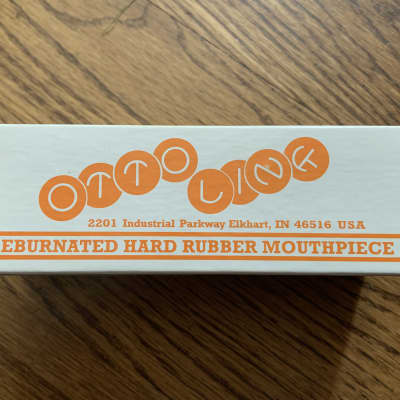 OTTO LINK
2201 Industrial Parkway Elkhart, IN 46516 USA
EBURNATED HARD RUBBER MOUTHPIECE